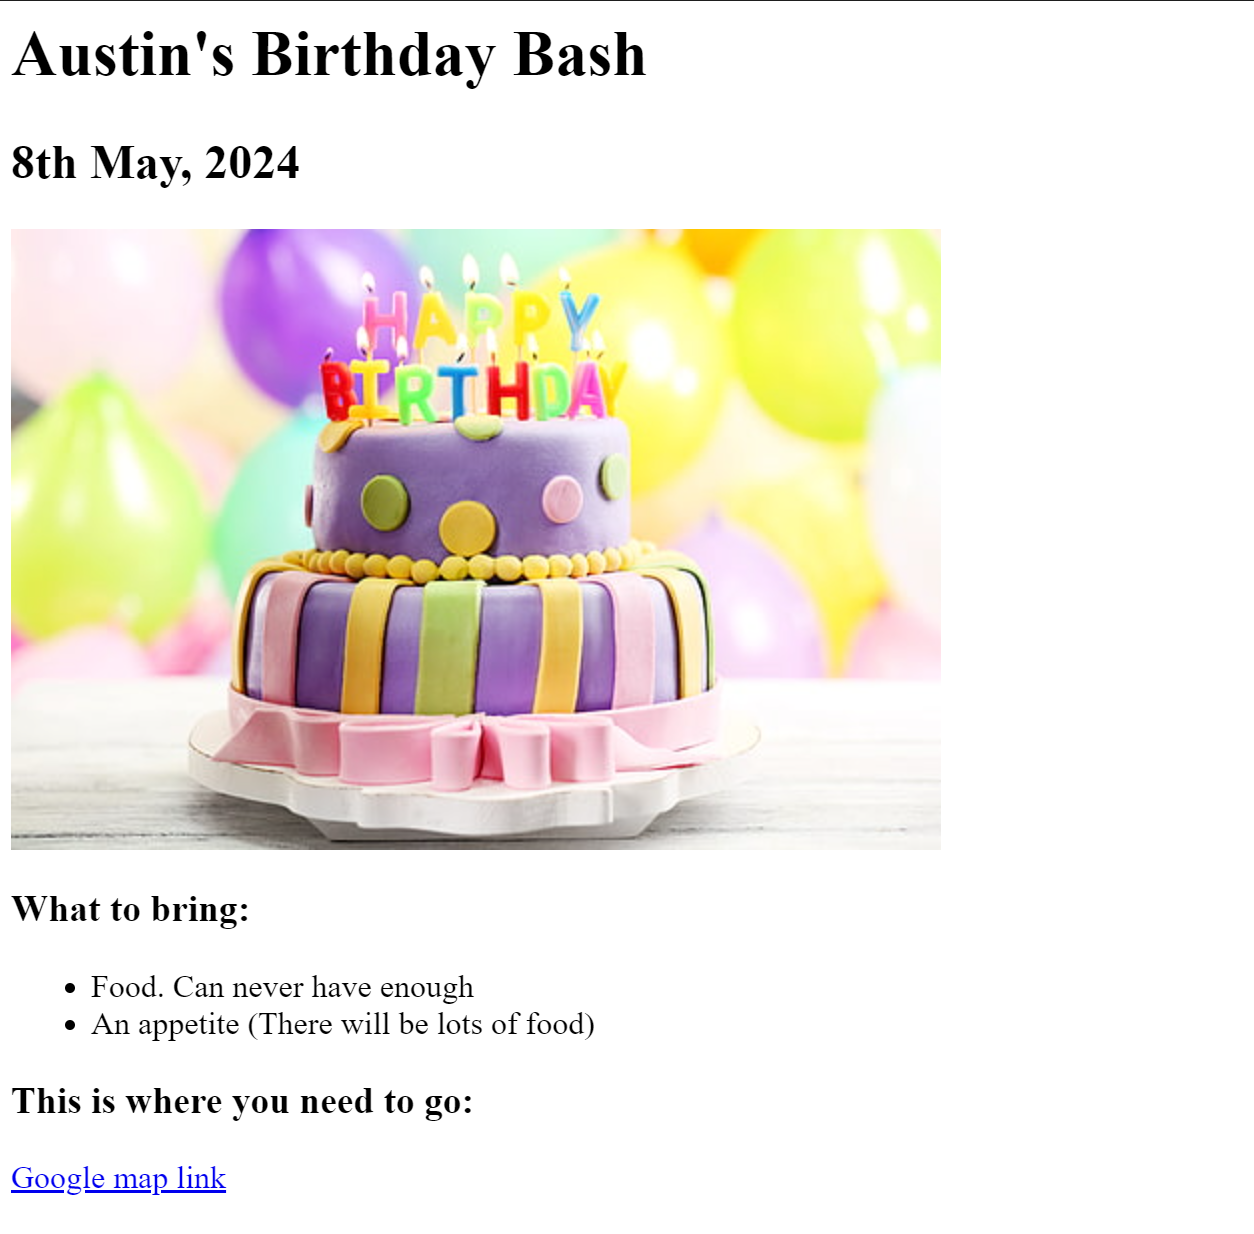 Austin's Birthday Bash
8th May, 2024
HAPPY
BIRTHDAY
What to bring:
Food. Can never have enough
An appetite (There will be lots of food)
This is where you need to go:
Google map link